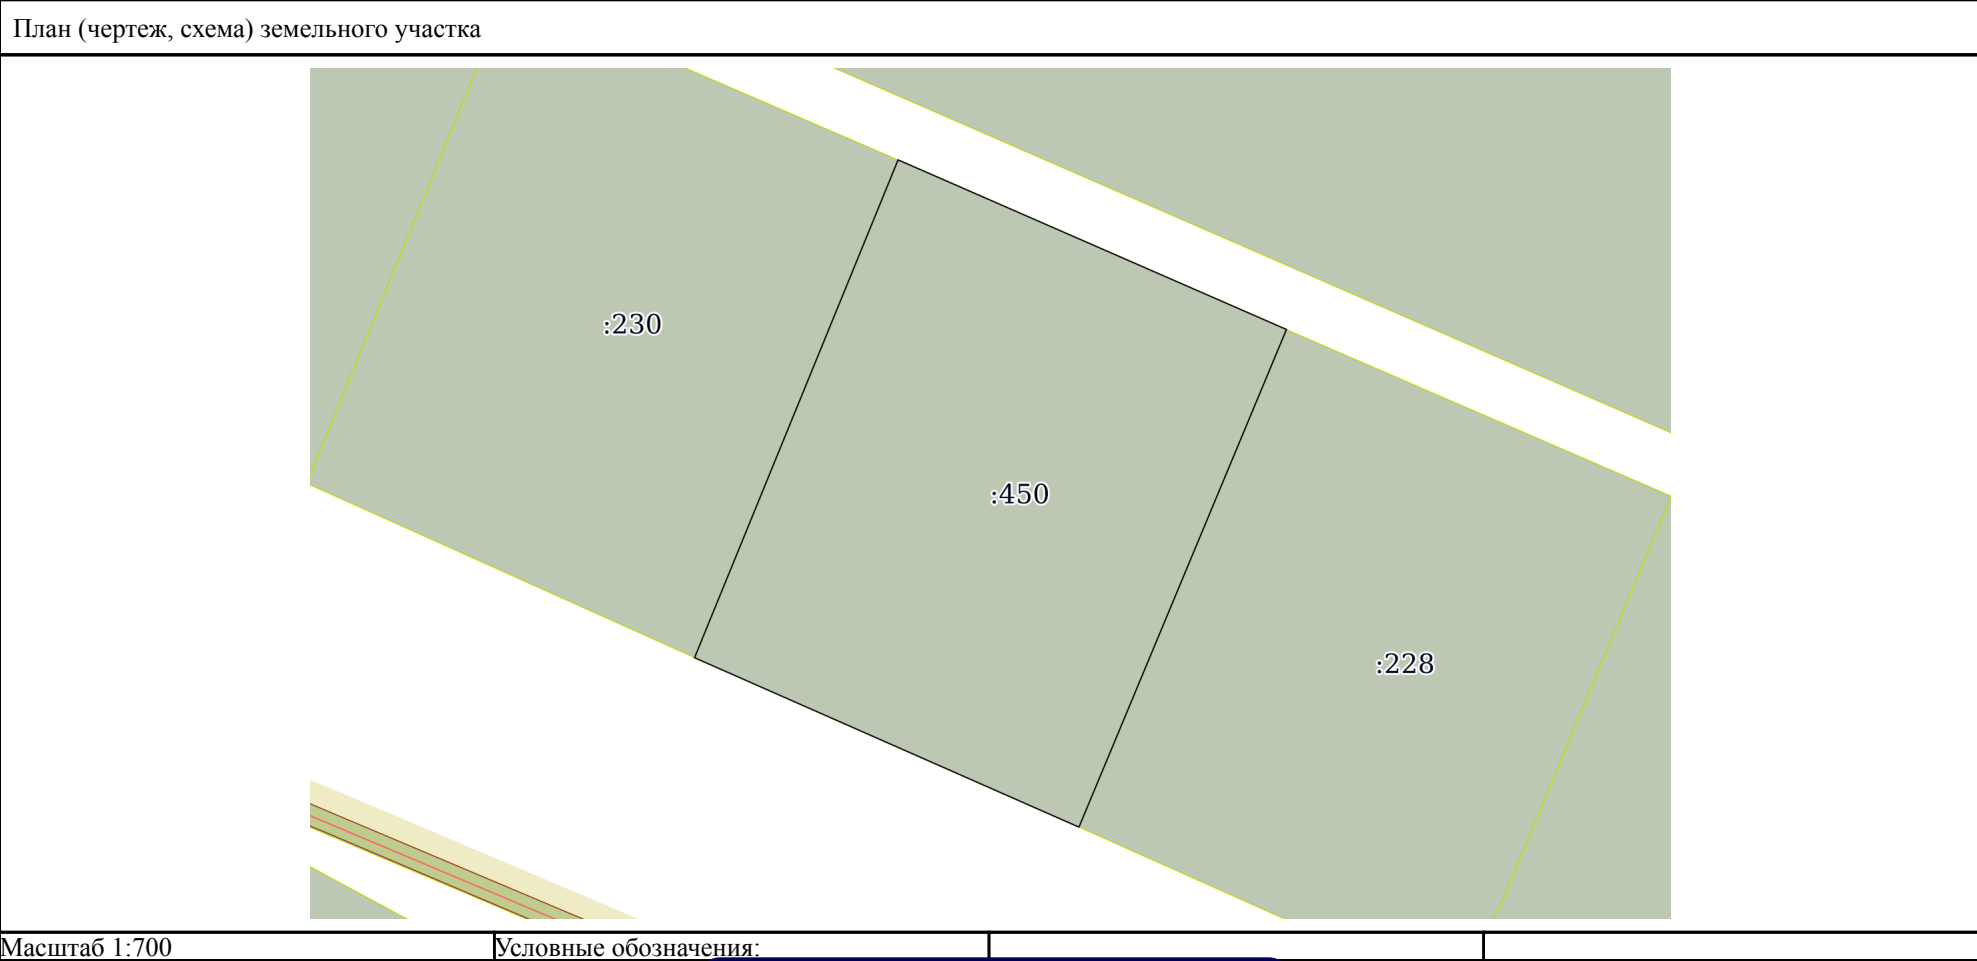 План (чертеж, схема) земельного участка
:230
:450
:228
Масштаб 1:700
Условные обозначения: